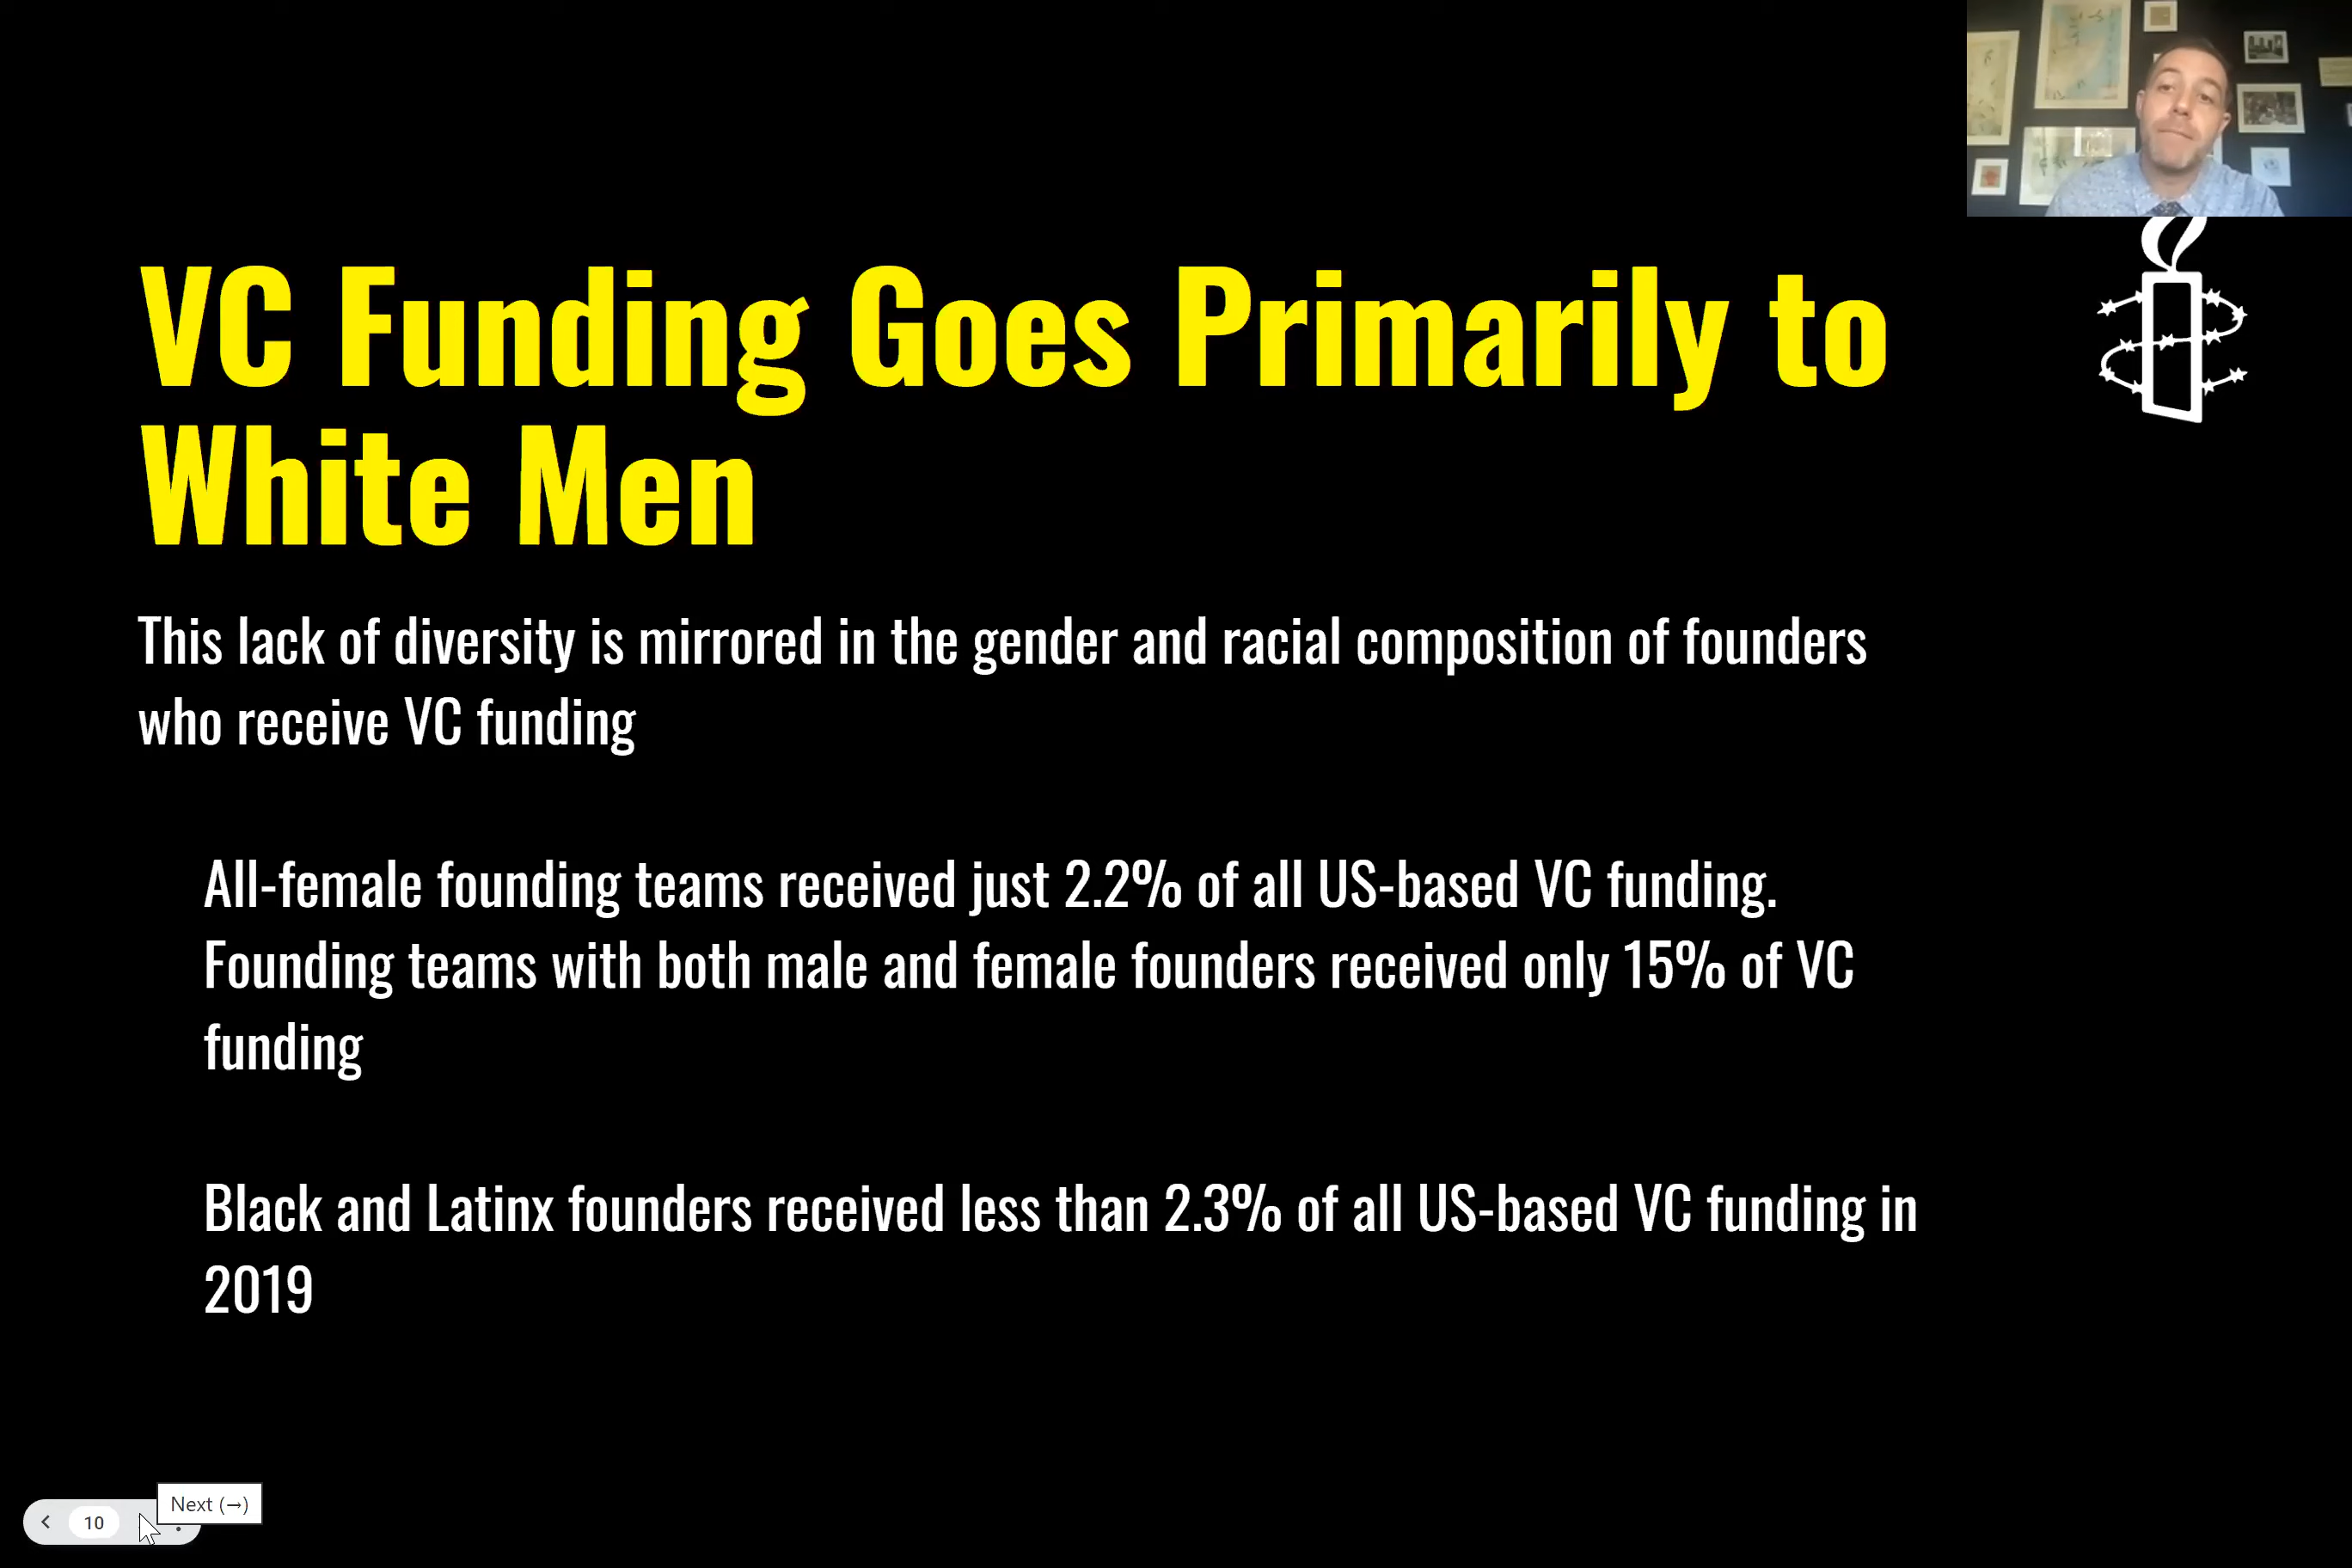 VC Funding Goes Primarily to
White Men
This lack of diversity is mirrored in the gender and racial composition of founders
who receive VC funding
All-female founding teams received just 2.2% of all US-based VC funding.
Founding teams with both male and female founders received only 15% of VC
funding
Black and Latinx founders received less than 2.3% of all US-based VC funding in
2019
Next (→)
10